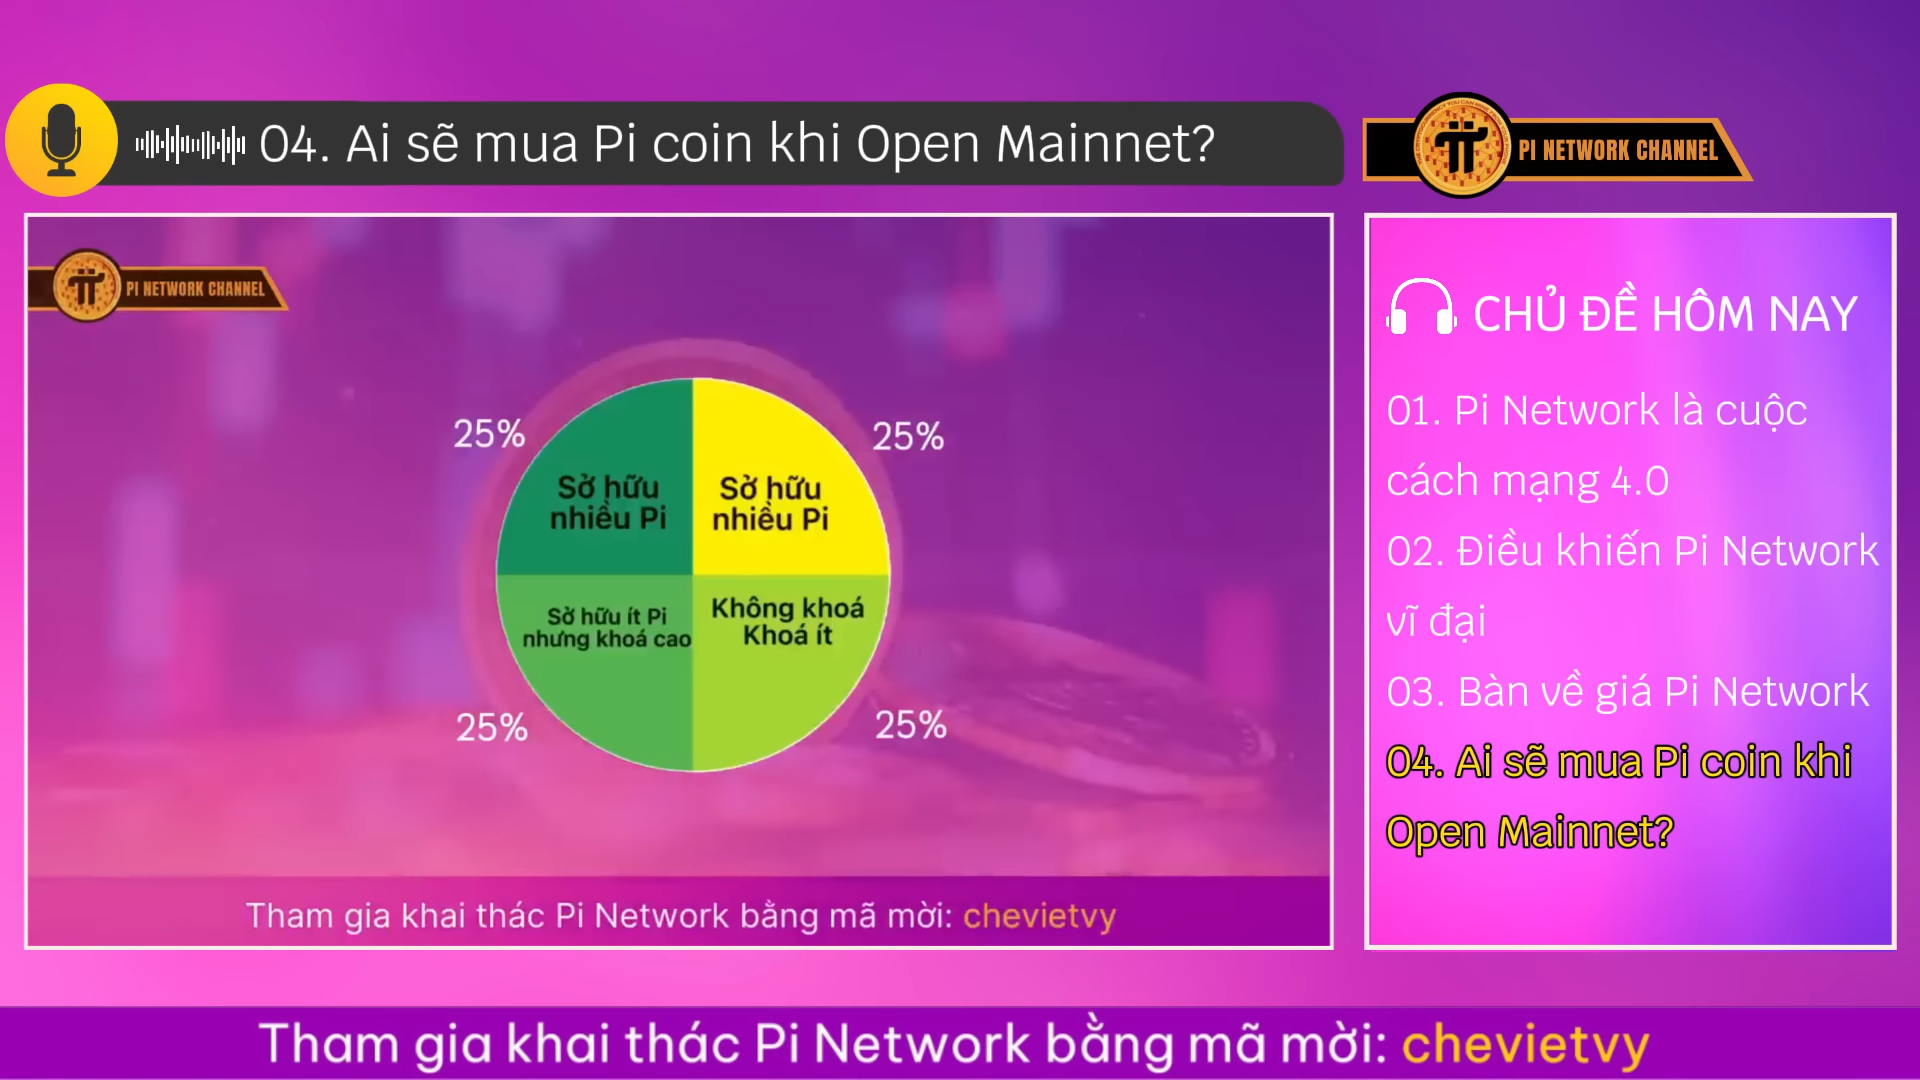 04. Ai sẽ mua Pi coin khi Open Mainnet?
PI NETWORK CHANNEL
PI NETWORK CHANNEL
25%
25%
Sở hữu
nhiều Pi
Sở hữu
nhiều Pi
Sở hữu ít Pi
nhưng khoá cao
Không khoá
Khoá ít
25%
25%
Tham gia khai thác Pi Network bằng mã mời: chevietvy
CHỦ ĐỀ HÔM NAY
01. Pi Network là cuộc
cách mạng 4.0
02. Điều khiến Pi Network
vĩ đại
03. Bàn về giá Pi Network
04. Ai sẽ mua Pi coin khi
Open Mainnet?
Tham gia khai thác Pi Network bằng mã mời: chevietvy